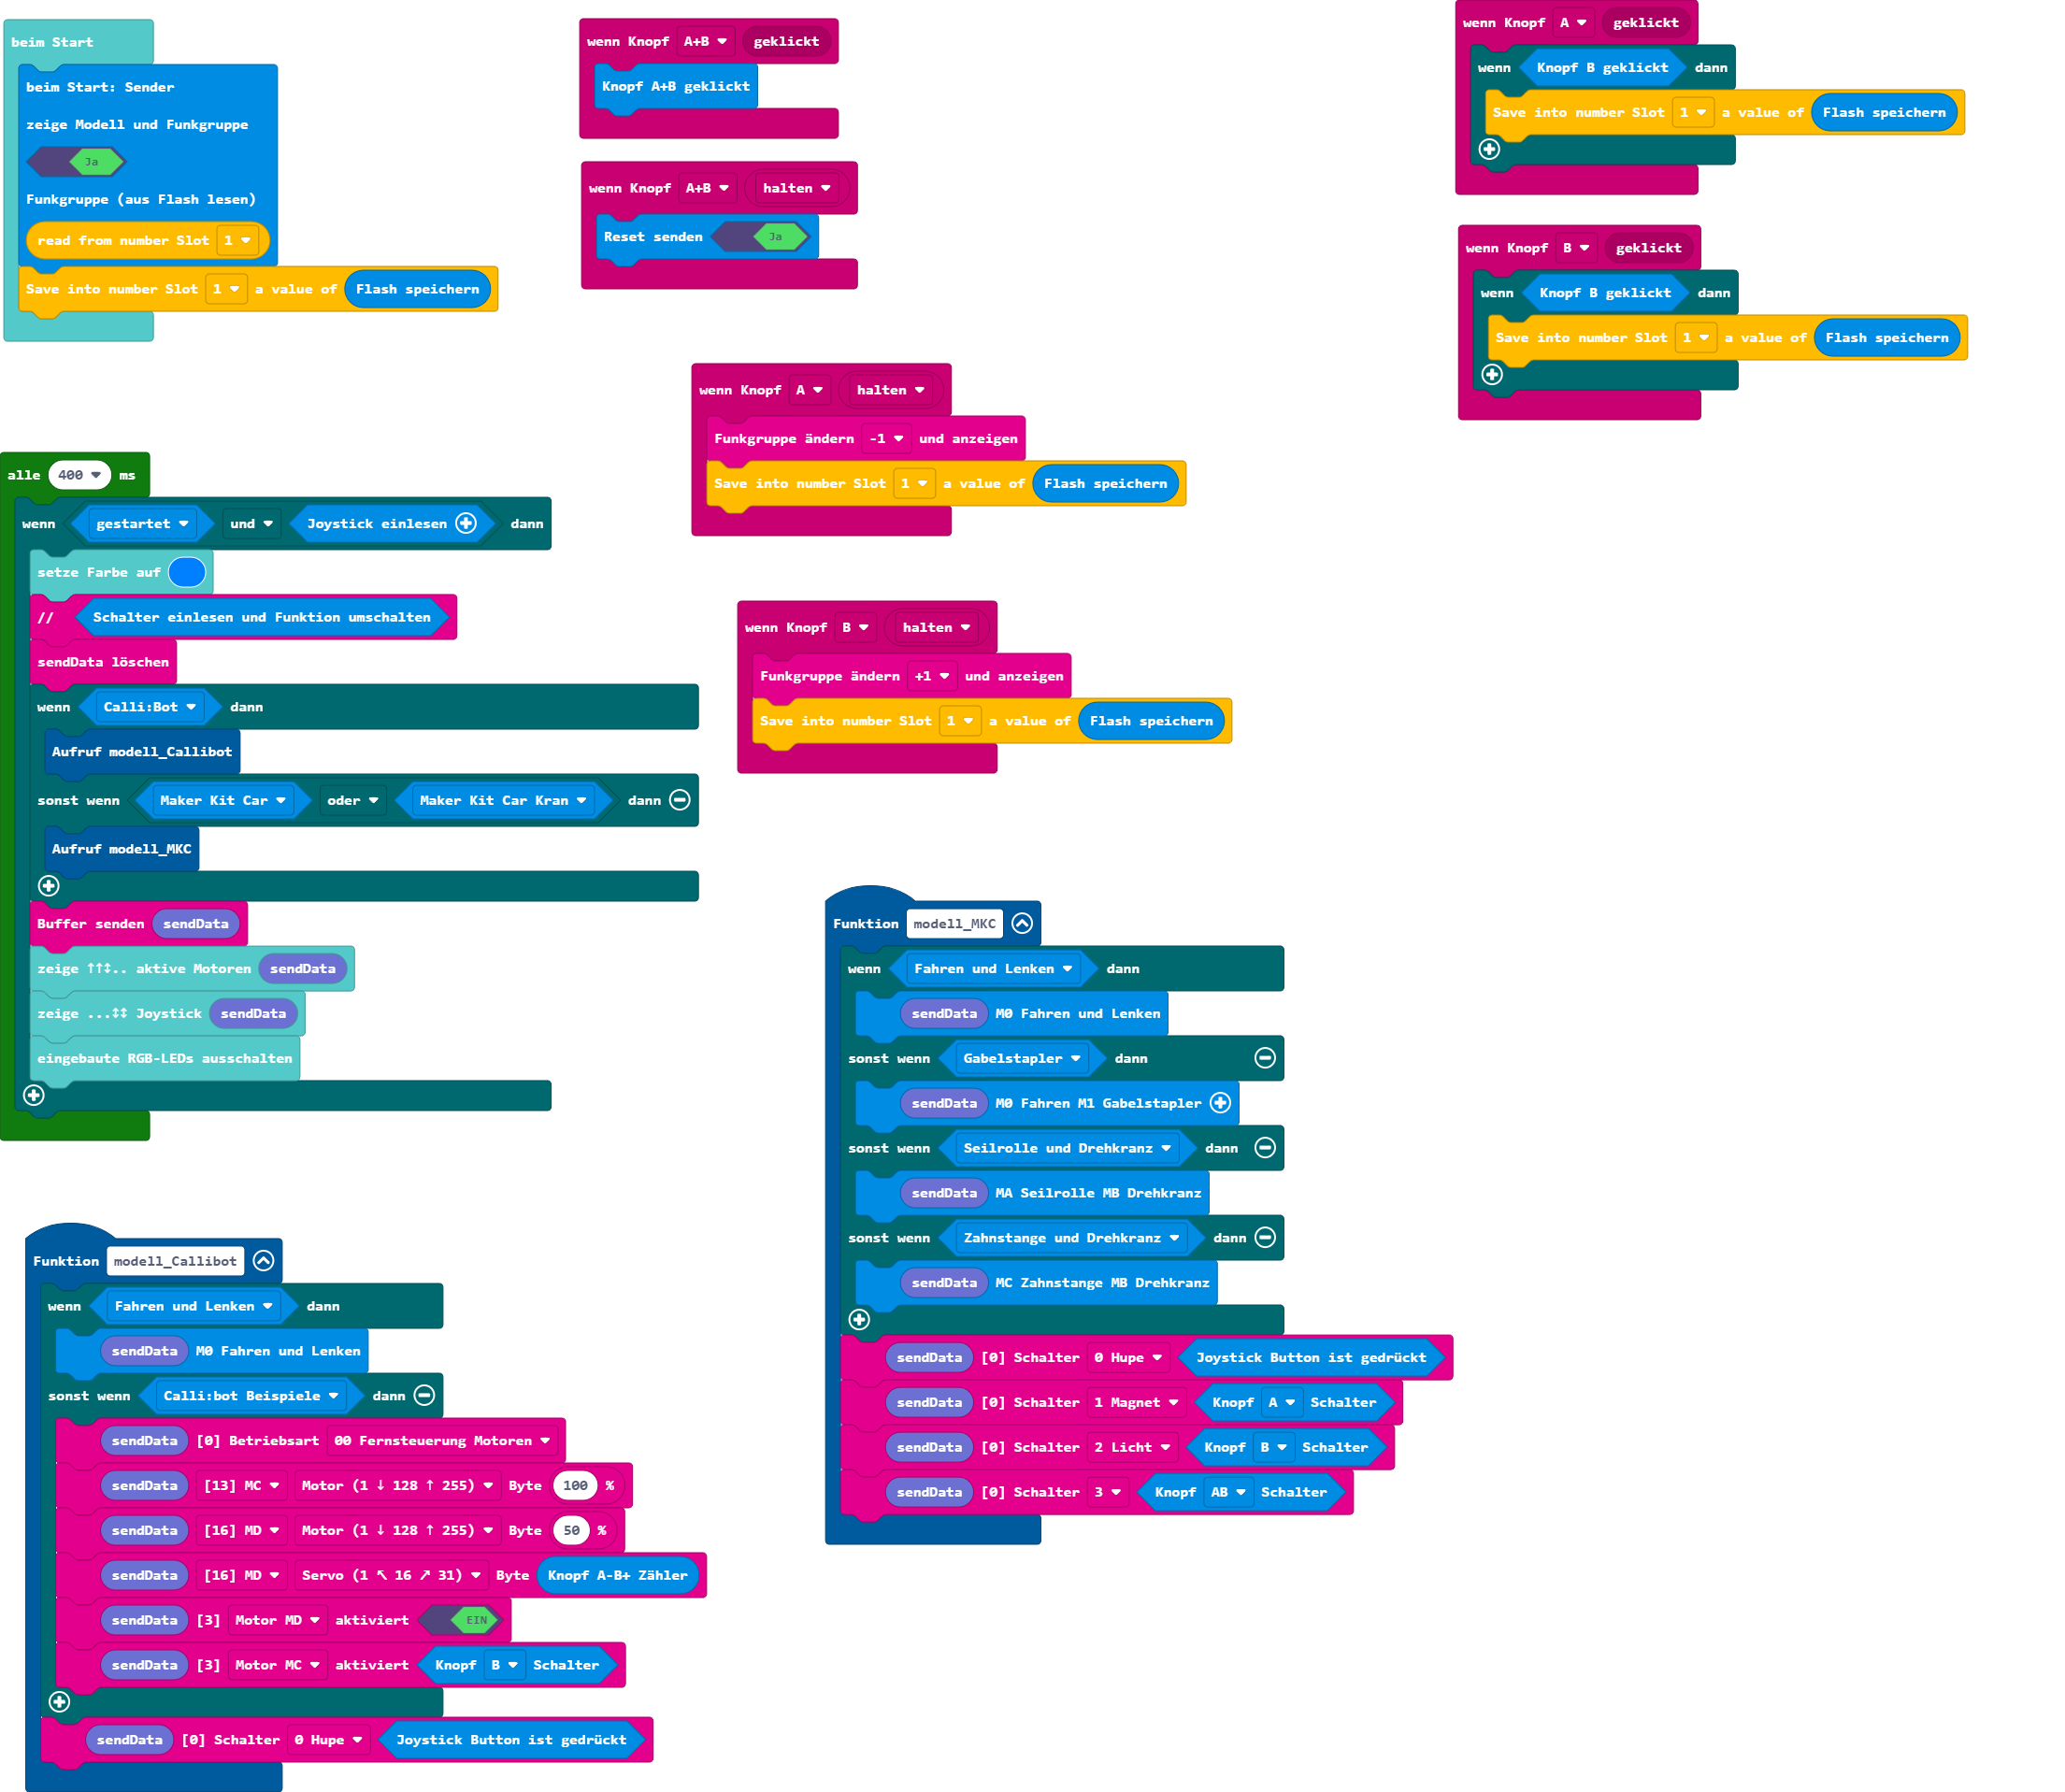 beim Start
beim Start: Sender
zeige Modell und Funkgruppe
Ja
Funkgruppe (aus Flash lesen)
read from number Slot 1
Save into number Slot 1 a value of Flash speichern
wenn Knopf A+B geklickt
Knopf A+B geklickt
wenn Knopf A+B halten
Reset senden Ja
wenn Knopf A geklickt
wenn Knopf B geklickt dann
Save into number Slot 1 a value of Flash speichern
wenn Knopf B geklickt
wenn Knopf B geklickt dann
Save into number Slot 1 a value of Flash speichern
wenn Knopf A halten
Funkgruppe ändern -1 und anzeigen
Save into number Slot 1 a value of Flash speichern
wenn Knopf B halten
Funkgruppe ändern +1 und anzeigen
Save into number Slot 1 a value of Flash speichern
alle 400 ms
wenn gestartet und Joystick einlesen dann
setze Farbe auf
// Schalter einlesen und Funktion umschalten
sendData löschen
wenn Calli:Bot dann
Aufruf modell_Callibot
sonst wenn Maker Kit Car oder Maker Kit Car Kran dann
Aufruf modell_MKC
Buffer senden sendData
zeige ↑↑↕.. aktive Motoren sendData
zeige ...↕↕ Joystick sendData
eingebaute RGB-LEDs ausschalten
Funktion modell_MKC
wenn Fahren und Lenken dann
sendData M0 Fahren und Lenken
sonst wenn Gabelstapler dann
sendData M0 Fahren M1 Gabelstapler
sonst wenn Seilrolle und Drehkranz dann
sendData MA Seilrolle MB Drehkranz
sonst wenn Zahnstange und Drehkranz dann
sendData MC Zahnstange MB Drehkranz
sendData [0] Schalter 0 Hupe Joystick Button ist gedrückt
sendData [0] Schalter 1 Magnet Knopf A Schalter
sendData [0] Schalter 2 Licht Knopf B Schalter
sendData [0] Schalter 3 Knopf AB Schalter
Funktion modell_Callibot
wenn Fahren und Lenken dann
sendData M0 Fahren und Lenken
sonst wenn Calli:bot Beispiele dann
sendData [0] Betriebsart 00 Fernsteuerung Motoren
sendData [13] MC Motor (1 ↓ 128 ↑ 255) Byte 100 %
sendData [16] MD Motor (1 ↓ 128 ↑ 255) Byte 50 %
sendData [16] MD Servo (1 ↖ 16 ↗ 31) Byte Knopf A-B+ Zähler
sendData [3] Motor MD aktiviert EIN
sendData [3] Motor MC aktiviert Knopf B Schalter
sendData [0] Schalter 0 Hupe Joystick Button ist gedrückt